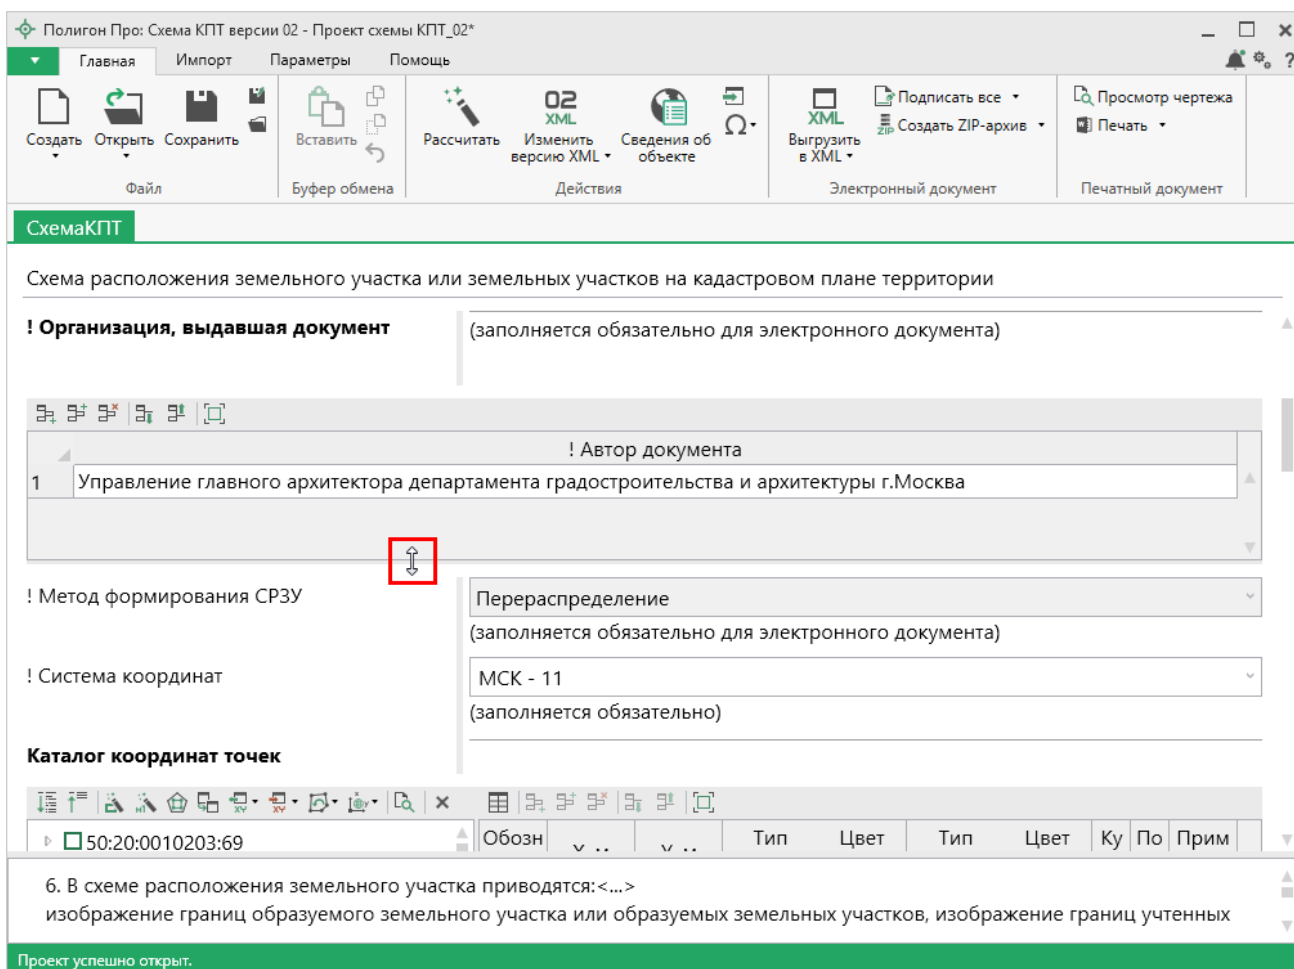 Полигон Про: Схема КПТ версии 02 - Проект схемы КПТ_02*
Главная Импорт Параметры Помощь
?
Создать Открыть Сохранить
Вставить
Рассчитать
02
XML
Изменить
версию XML
Сведения об
объекте
XML
Выгрузить
в XML
Подписать все
ZIP Создать ZIP-архив
Просмотр чертежа
Печать
Файл Буфер обмена Действия Электронный документ Печатный документ
СхемаКПТ
Схема расположения земельного участка или земельных участков на кадастровом плане территории
! Организация, выдавшая документ
(заполняется обязательно для электронного документа)
! Автор документа
1 Управление главного архитектора департамента градостроительства и архитектуры г.Москва
! Метод формирования СРЗУ
Перераспределение
(заполняется обязательно для электронного документа)
! Система координат
МСК - 11
(заполняется обязательно)
Каталог координат точек
50:20:0010203:69
Обозн Тип Цвет Тип Цвет Ку По Прим
6. В схеме расположения земельного участка приводятся:<...>
изображение границ образуемого земельного участка или образуемых земельных участков, изображение границ учтенных
Проект успешно открыт.